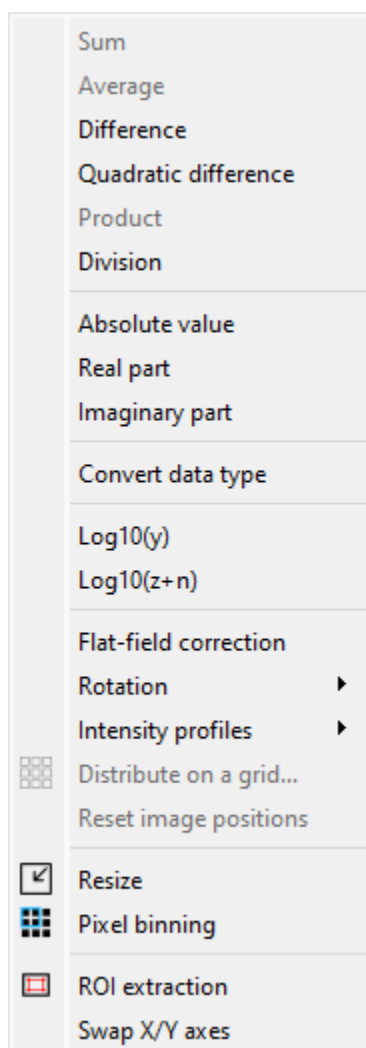 Sum
Average
Difference
Quadratic difference
Product
Division
Absolute value
Real part
Imaginary part
Convert data type
Log10(y)
Log10(z+n)
Flat-field correction
Rotation
Intensity profiles
Distribute on a grid...
Reset image positions
Resize
Pixel binning
ROI extraction
Swap X/Y axes